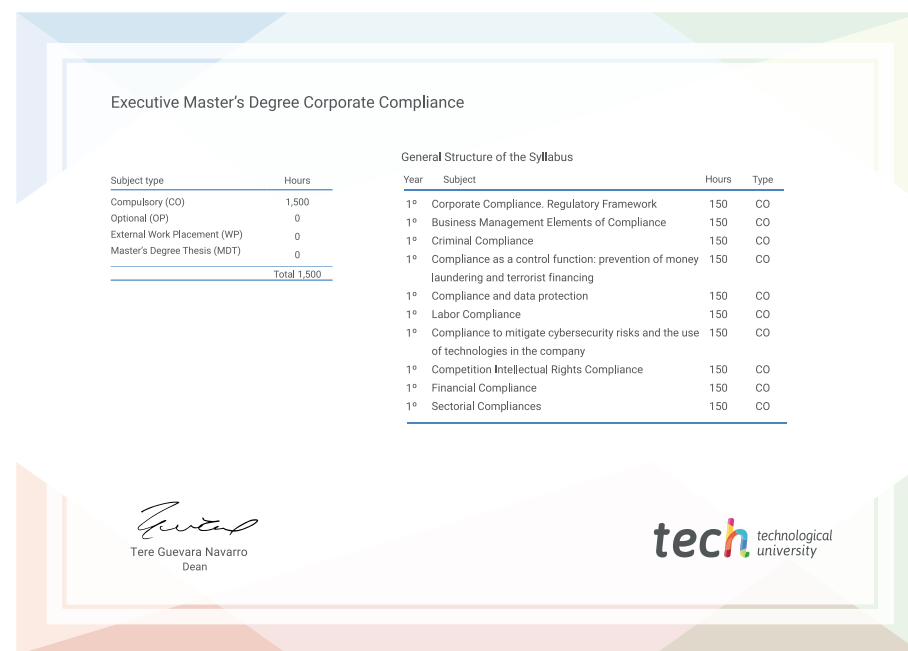 Executive Master's Degree Corporate Compliance
Subject type Hours
Compulsory (CO) 1,500
Optional (OP) 0
External Work Placement (WP) 0
Master's Degree Thesis (MDT) 0
Total 1,500
General Structure of the Syllabus
Year Subject Hours Type
1º Corporate Compliance. Regulatory Framework 150 CO
1º Business Management Elements of Compliance 150 CO
1º Criminal Compliance 150 CO
1º Compliance as a control function: prevention of money 150 CO
laundering and terrorist financing
1º Compliance and data protection 150 CO
1º Labor Compliance 150 CO
1º Compliance to mitigate cybersecurity risks and the use 150 CO
of technologies in the company
1º Competition Intellectual Rights Compliance 150 CO
1º Financial Compliance 150 CO
1º Sectorial Compliances 150 CO
Tere Guevara Navarro
Dean
tech technological
university